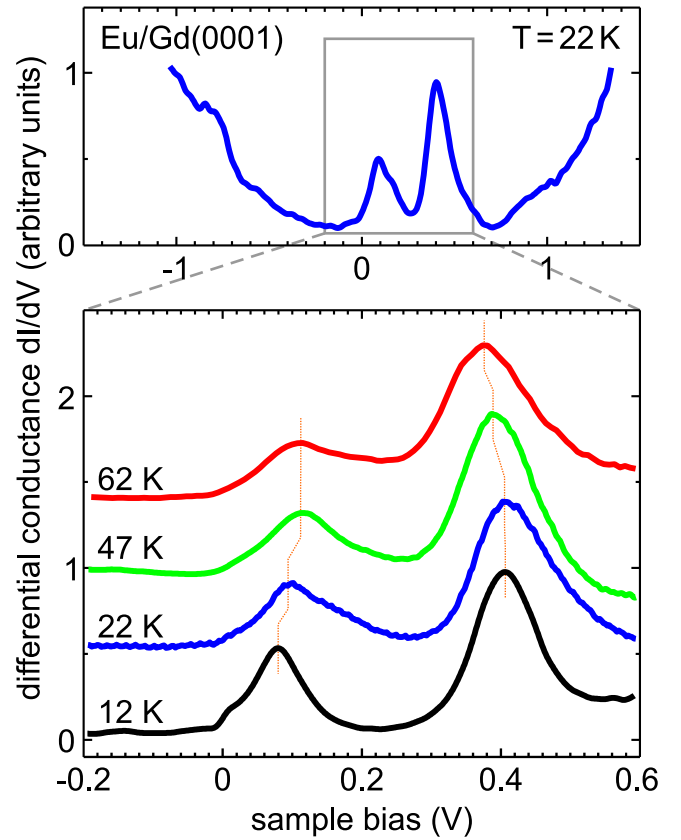 Eu/Gd(0001) T = 22 K
1
0
-1 0 1
differential conductance dI/dV (arbitrary units)
2
62 K
47 K
1
22 K
12 K
0
-0.2 0 0.2 0.4 0.6
sample bias (V)